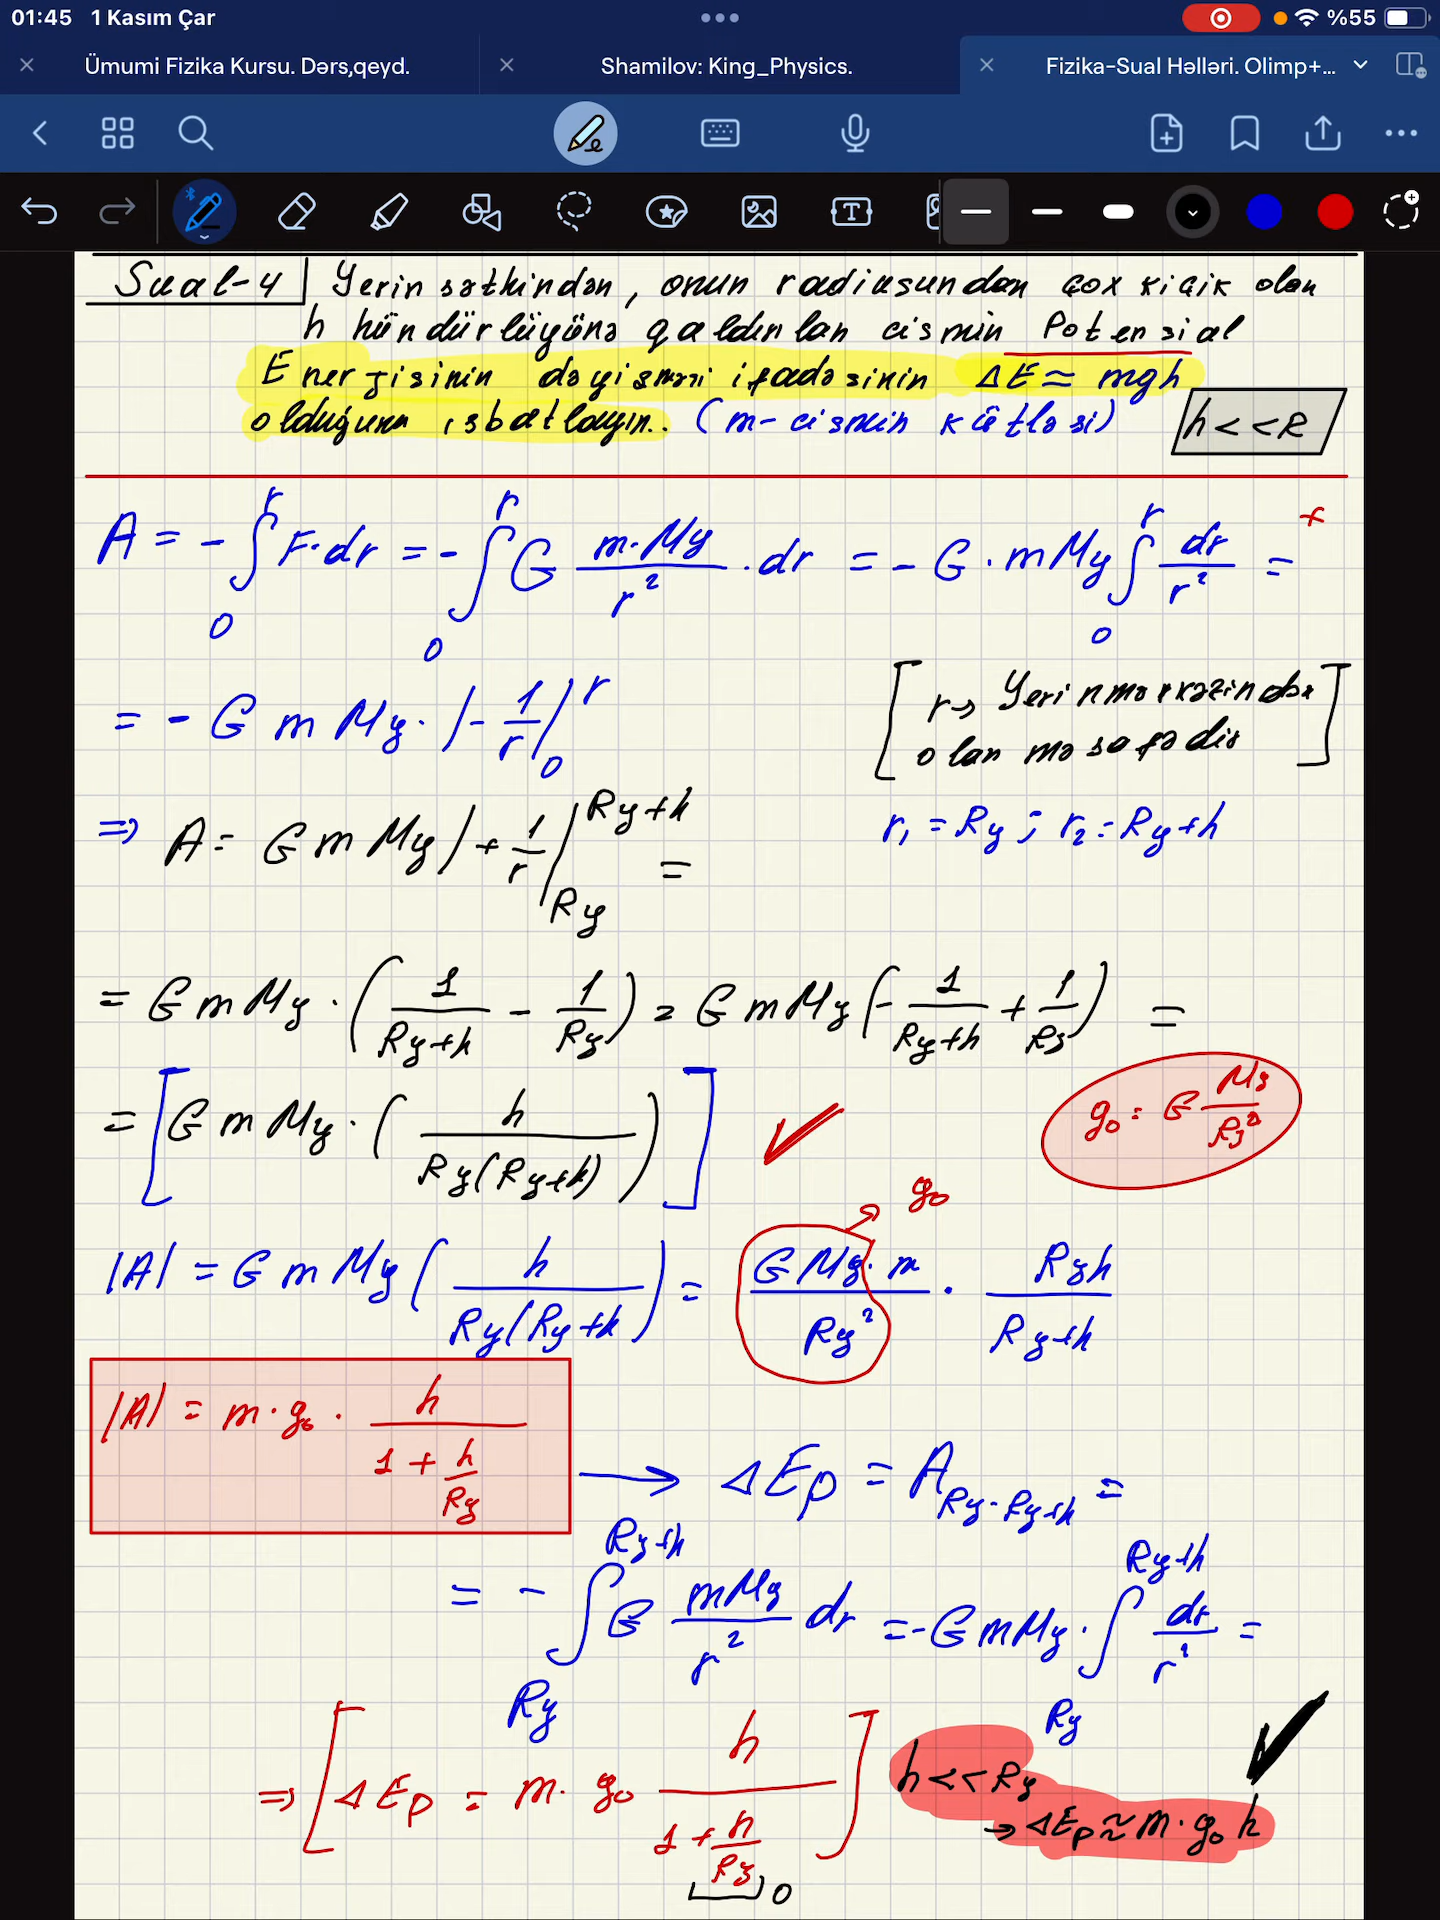 01:45 1 Kasım Çar %55
Ümumi Fizika Kursu. Dərs,qeyd. Shamilov: King_Physics. Fizika-Sual Həlləri. Olimp+...
Sual-4 Yerin səthindən, onun radiusundan çox kiçik olan
h hündürlüyünə qaldırılan cismin Potensial
Enerjisinin dəyişməsi ifadəsinin ΔE ≈ mgh
olduğunu isbatlayın.. (m- cismin kütləsi) h << R
A = - ∫₀ʳ F·dr = - ∫₀ʳ G m·My/r² · dr = - G · m My ∫₀ʳ dr/r² =
= - G m My · |- 1/r|₀ʳ
[r → Yerin mərkəzindən
olan məsafədir]
⇒ A = G m My |+ 1/r| Ry+h Ry =
r₁ = Ry ; r₂ = Ry+h
= G m My · (1/(Ry+h) - 1/Ry) = G m My (- 1/(Ry+h) + 1/Ry) =
= [G m My · (h/(Ry(Ry+h)))] ✓ g₀ = G My/Ry²
|A| = G m My (h/(Ry(Ry+h))) = G My · m/Ry² · Ry h/(Ry+h) → g₀
|A| = m · g₀ · h/(1 + h/Ry) → ΔEp = A Ry-Ry+h =
= - ∫ Ry Ry+h G m My/r² dr = - G m My · ∫ Ry Ry+h dr/r² =
⇒ [ΔEp = m · g₀ h/(1 + h/Ry)] h << Ry ✓
→ ΔEp ≈ m · g₀ h
0